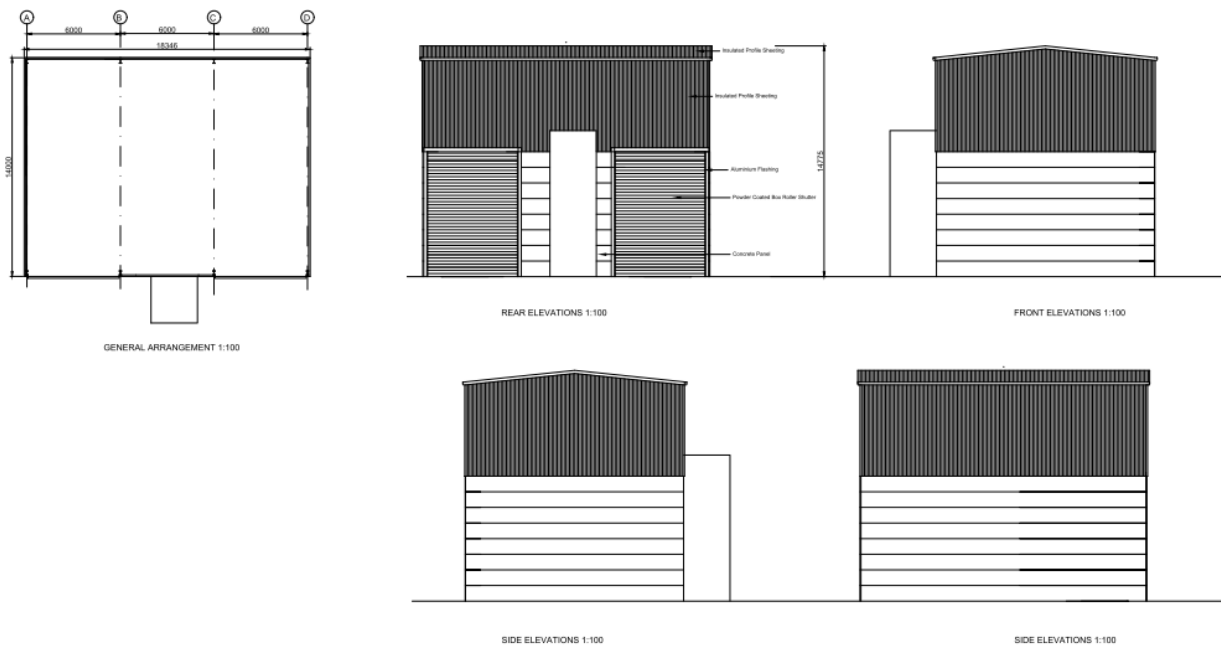 A B C D
6000 6000 6000
18346
14000
GENERAL ARRANGEMENT 1:100
Insulated Profile Sheeting
Insulated Profile Sheeting
Aluminium Flashing
Powder Coated Box Roller Shutter
Concrete Panel
14775
REAR ELEVATIONS 1:100
FRONT ELEVATIONS 1:100
SIDE ELEVATIONS 1:100
SIDE ELEVATIONS 1:100